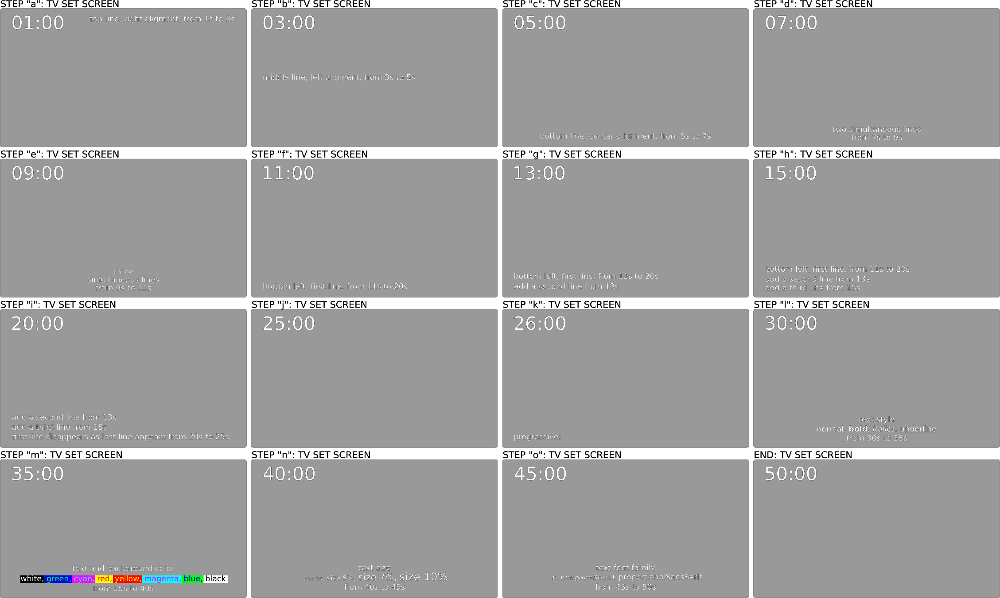 STEP "a": TV SET SCREEN
01:00
top line, right aligment, from 1s to 3s
STEP "b": TV SET SCREEN
03:00
middle line, left aligment, from 3s to 5s
STEP "c": TV SET SCREEN
05:00
bottom line, center alignment, from 5s to 7s
STEP "d": TV SET SCREEN
07:00
two simultaneous lines
from 7s to 9s
STEP "e": TV SET SCREEN
09:00
three
simultaneous lines
from 9s to 11s
STEP "f": TV SET SCREEN
11:00
bottom left, first line, from 11s to 20s
STEP "g": TV SET SCREEN
13:00
bottom left, first line, from 11s to 20s
add a second line from 13s
STEP "h": TV SET SCREEN
15:00
bottom left, first line, from 11s to 20s
add a second line from 13s
add a third line from 15s
STEP "i": TV SET SCREEN
20:00
add a second line from 13s
add a third line from 15s
first line disappears as last line appears from 20s to 25s
STEP "j": TV SET SCREEN
25:00
STEP "k": TV SET SCREEN
26:00
progressive:
STEP "l": TV SET SCREEN
30:00
text style
normal, bold, italics, underline
from 30s to 35s
STEP "m": TV SET SCREEN
35:00
text and background color
white, green, cyan, red, yellow, magenta, blue, black
from 35s to 40s
STEP "n": TV SET SCREEN
40:00
text size
size 5%, size 7%, size 10%
from 40s to 45s
STEP "o": TV SET SCREEN
45:00
text font family
monospaceSerif proportionalSansSerif
from 45s to 50s
END: TV SET SCREEN
50:00